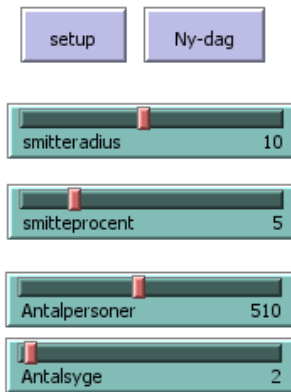 setup Ny-dag
smitteradius 10
smitteprocent 5
Antalpersoner 510
Antalsyge 2